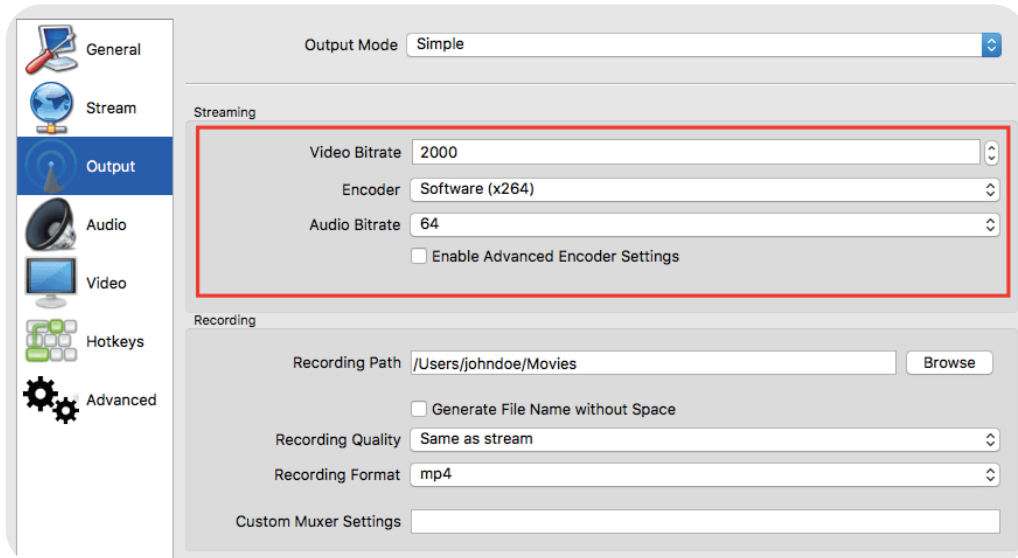 General
Stream
Output
Audio
Video
Hotkeys
Advanced
Output Mode Simple
Streaming
Video Bitrate 2000
Encoder Software (x264)
Audio Bitrate 64
Enable Advanced Encoder Settings
Recording
Recording Path /Users/johndoe/Movies Browse
Generate File Name without Space
Recording Quality Same as stream
Recording Format mp4
Custom Muxer Settings